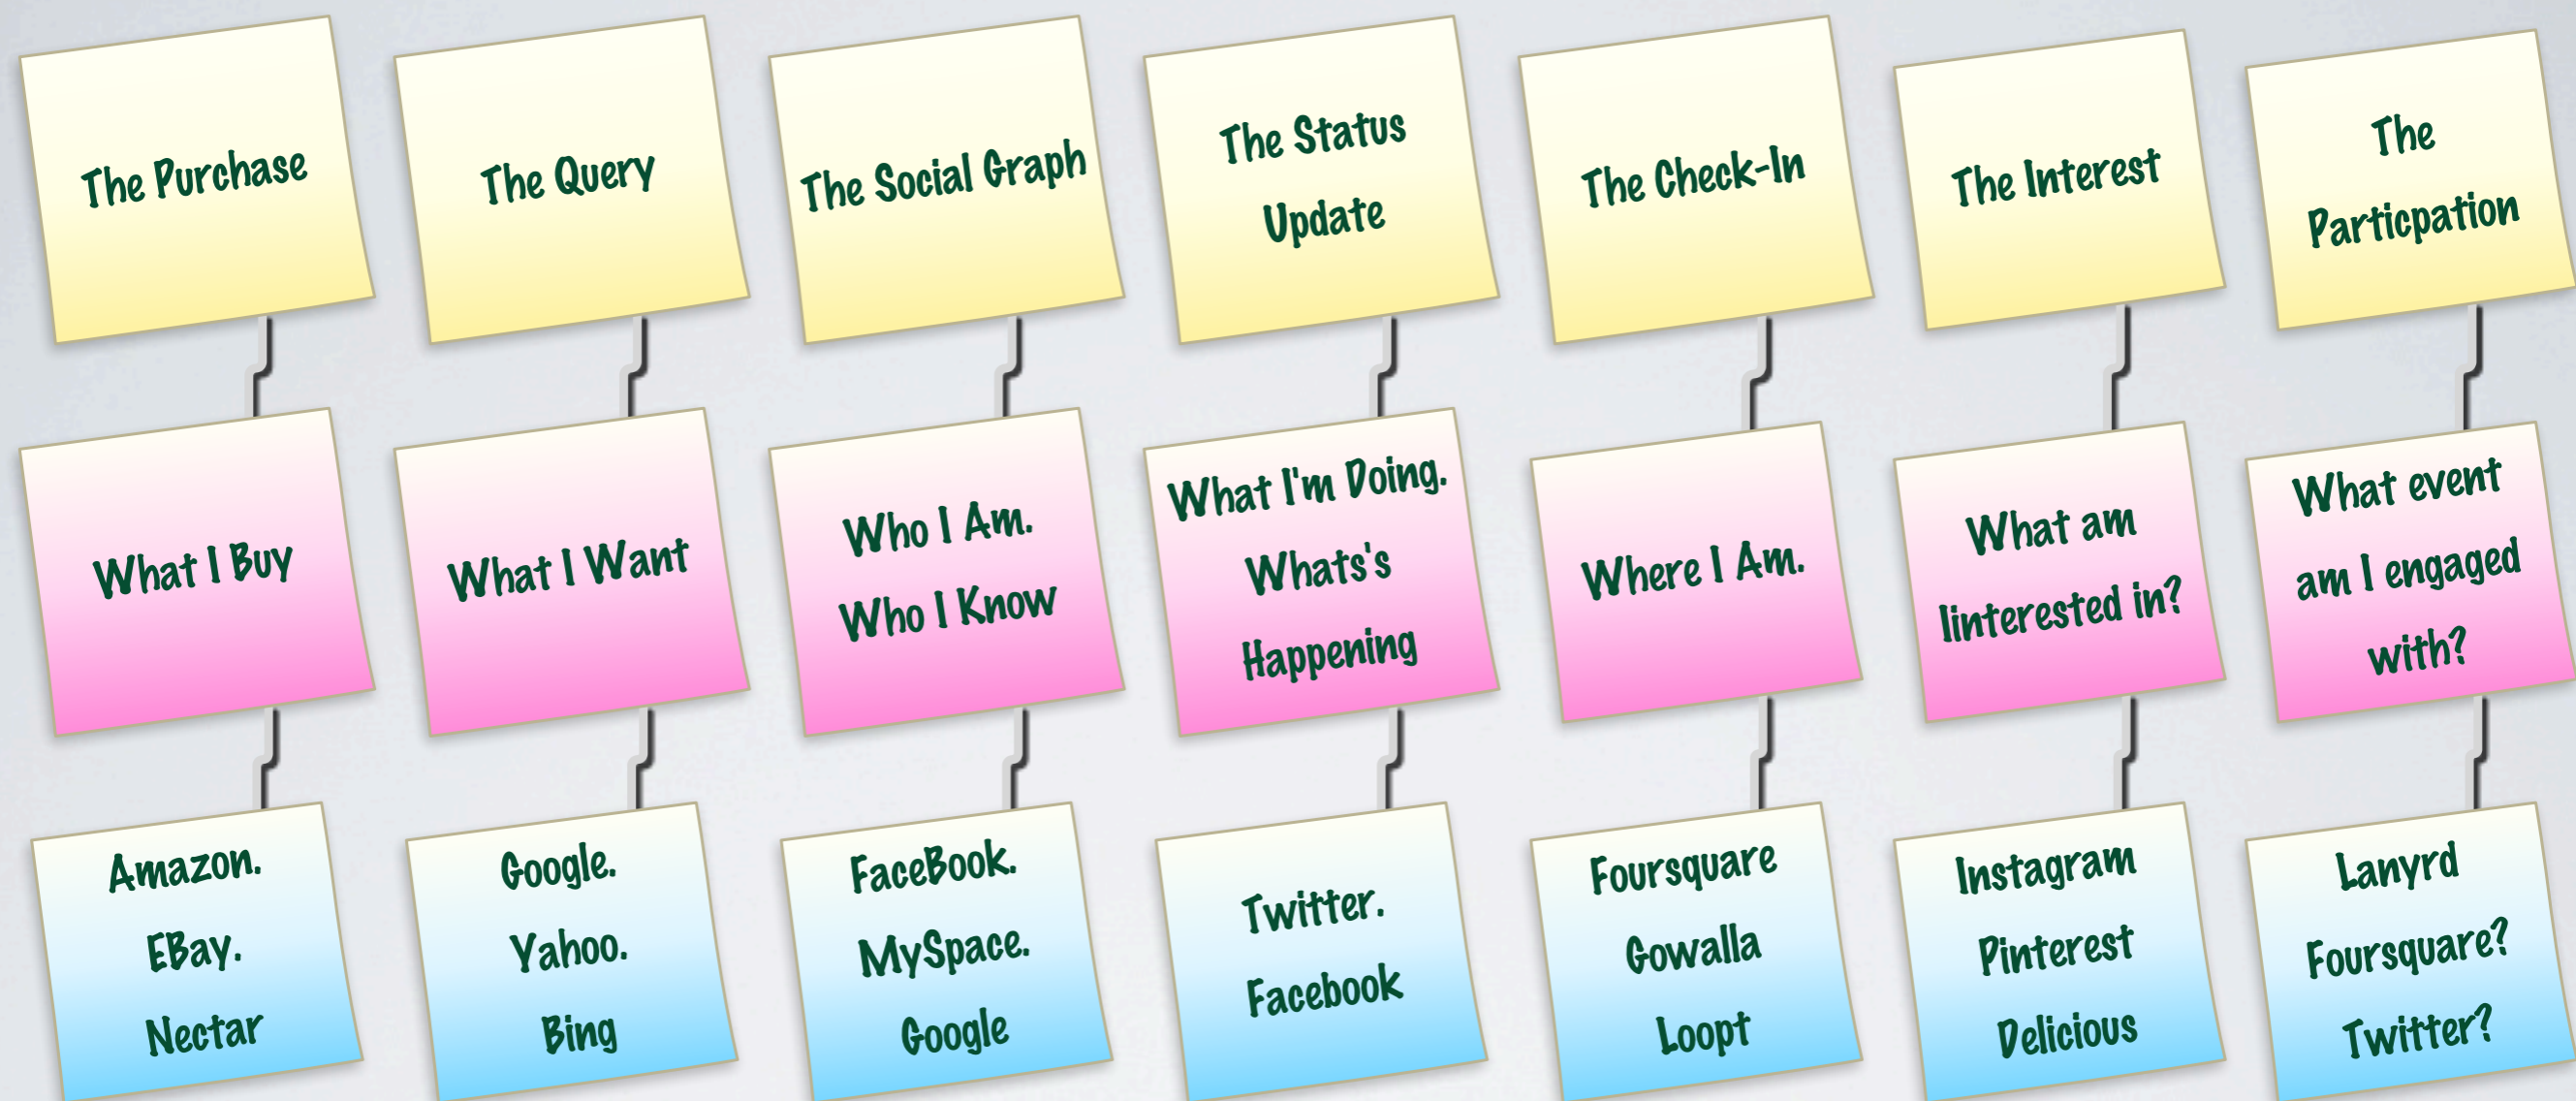 The Purchase
The Query
The Social Graph
The Status
Update
The Check-In
The Interest
The
Particpation
What I Buy
What I Want
Who I Am.
Who I Know
What I'm Doing.
Whats's
Happening
Where I Am.
What am
Iinterested in?
What event
am I engaged
with?
Amazon.
EBay.
Nectar
Google.
Yahoo.
Bing
FaceBook.
MySpace.
Google
Twitter.
Facebook
Foursquare
Gowalla
Loopt
Instagram
Pinterest
Delicious
Lanyrd
Foursquare?
Twitter?